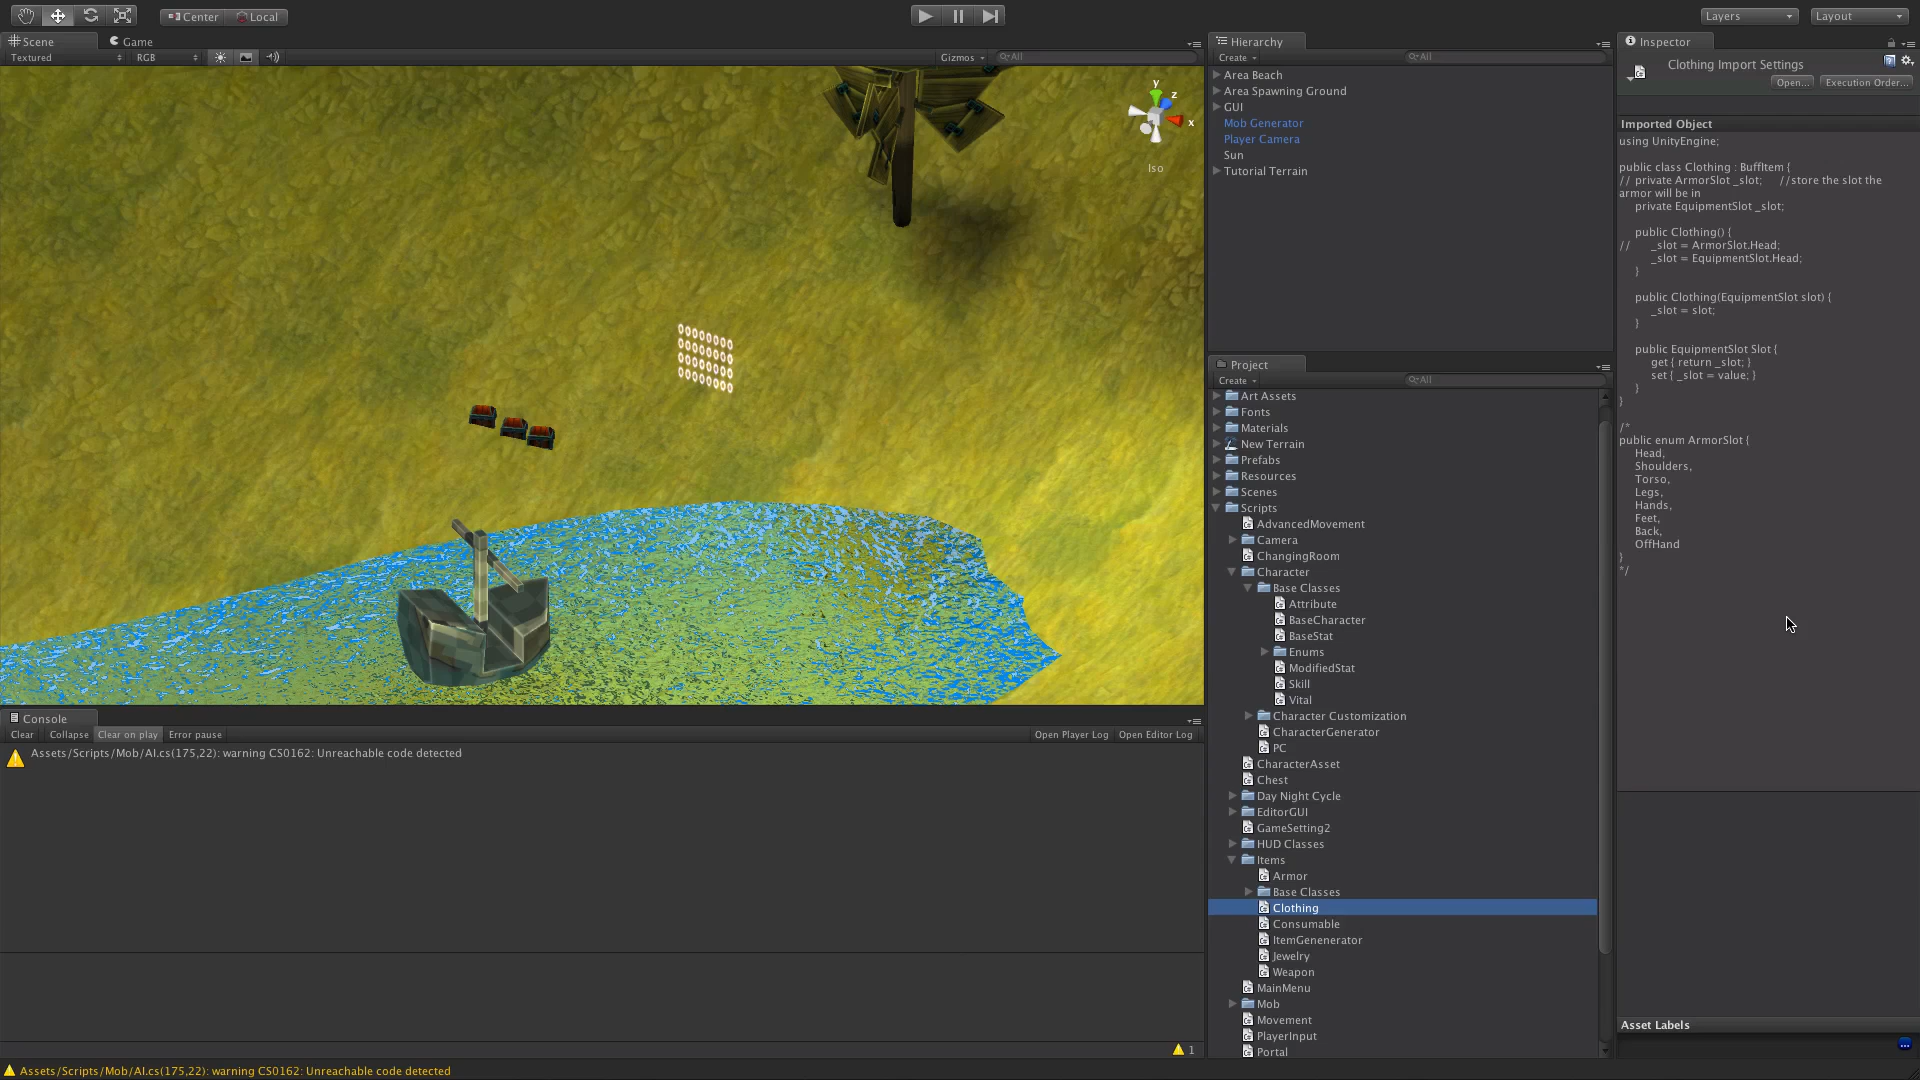 Center
Local
Layers
Layout
Scene
Game
Textured
RGB
Gizmos
All
y
z
x
Iso
Hierarchy
Create
All
Area Beach
Area Spawning Ground
GUI
Mob Generator
Player Camera
Sun
Tutorial Terrain
Project
Create
All
Art Assets
Fonts
Materials
New Terrain
Prefabs
Resources
Scenes
Scripts
AdvancedMovement
Camera
ChangingRoom
Character
Base Classes
Attribute
BaseCharacter
BaseStat
Enums
ModifiedStat
Skill
Vital
Character Customization
CharacterGenerator
PC
CharacterAsset
Chest
Day Night Cycle
EditorGUI
GameSetting2
HUD Classes
Items
Armor
Base Classes
Clothing
Consumable
ItemGenenerator
Jewelry
Weapon
MainMenu
Mob
Movement
PlayerInput
Portal
Inspector
Clothing Import Settings
Open...
Execution Order...
Imported Object
using UnityEngine;
public class Clothing : BuffItem {
// private ArmorSlot _slot; //store the slot the
armor will be in
private EquipmentSlot _slot;
public Clothing() {
// _slot = ArmorSlot.Head;
_slot = EquipmentSlot.Head;
}
public Clothing(EquipmentSlot slot) {
_slot = slot;
}
public EquipmentSlot Slot {
get { return _slot; }
set { _slot = value; }
}
}
/*
public enum ArmorSlot {
Head,
Shoulders,
Torso,
Legs,
Hands,
Feet,
Back,
OffHand
}
*/
Asset Labels
Console
Clear
Collapse
Clear on play
Error pause
Open Player Log
Open Editor Log
Assets/Scripts/Mob/AI.cs(175,22): warning CS0162: Unreachable code detected
1
Assets/Scripts/Mob/AI.cs(175,22): warning CS0162: Unreachable code detected